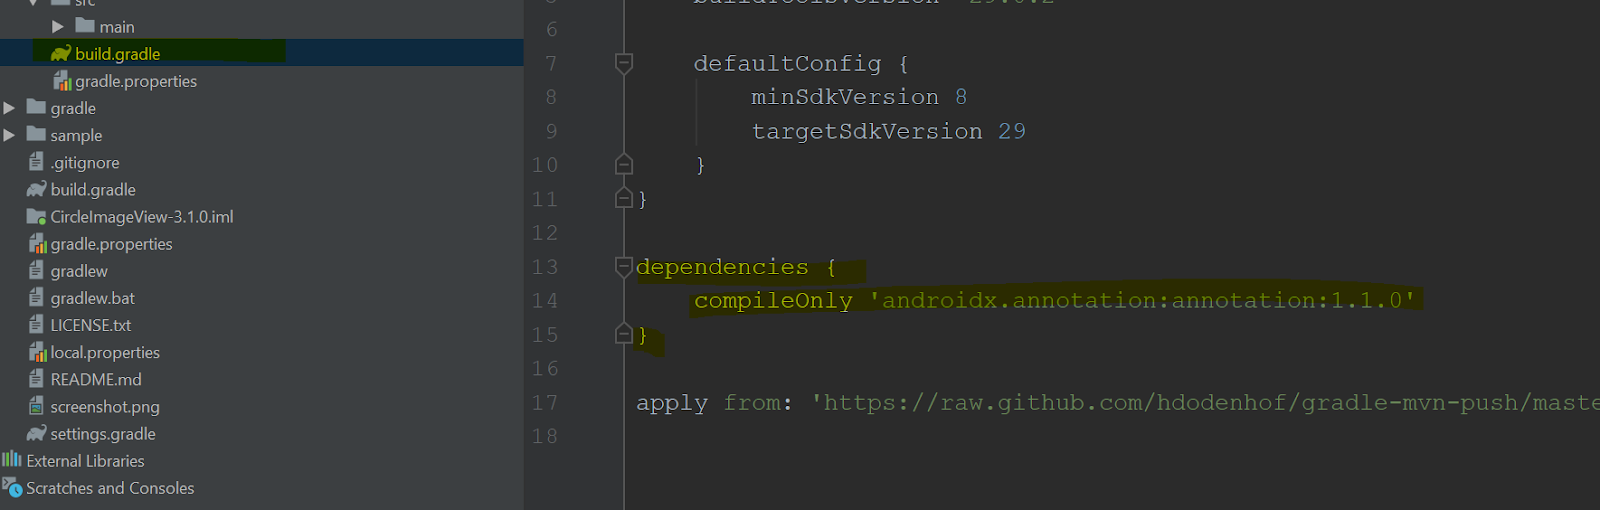 src
main
build.gradle
gradle.properties
gradle
sample
.gitignore
build.gradle
CircleImageView-3.1.0.iml
gradle.properties
gradlew
gradlew.bat
LICENSE.txt
local.properties
README.md
screenshot.png
settings.gradle
External Libraries
Scratches and Consoles
6
7 defaultConfig {
8 minSdkVersion 8
9 targetSdkVersion 29
10 }
11 }
12
13 dependencies {
14 compileOnly 'androidx.annotation:annotation:1.1.0'
15 }
16
17 apply from: 'https://raw.github.com/hdodenhof/gradle-mvn-push/maste
18